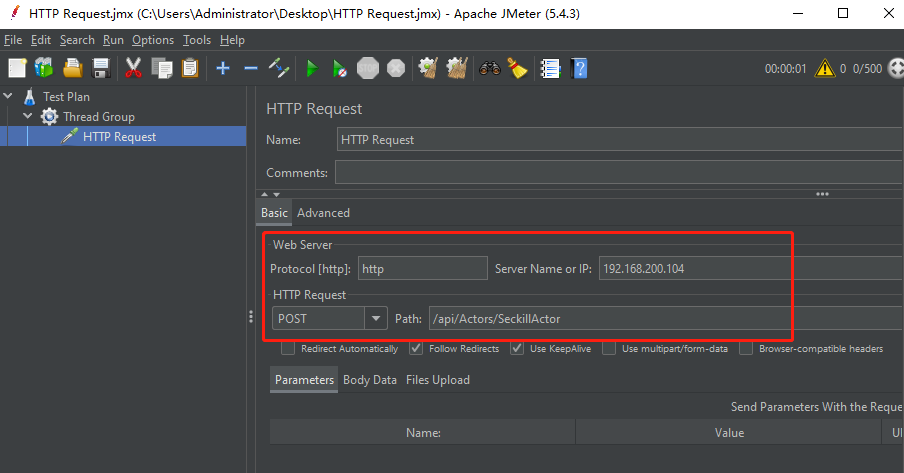 HTTP Request.jmx (C:\Users\Administrator\Desktop\HTTP Request.jmx) - Apache JMeter (5.4.3)
File Edit Search Run Options Tools Help
00:00:01 0 0/500
Test Plan
Thread Group
HTTP Request
HTTP Request
Name: HTTP Request
Comments:
Basic Advanced
Web Server
Protocol [http]: http Server Name or IP: 192.168.200.104
HTTP Request
POST Path: /api/Actors/SeckillActor
Redirect Automatically Follow Redirects Use KeepAlive Use multipart/form-data Browser-compatible headers
Parameters Body Data Files Upload
Send Parameters With the Reque
Name: Value